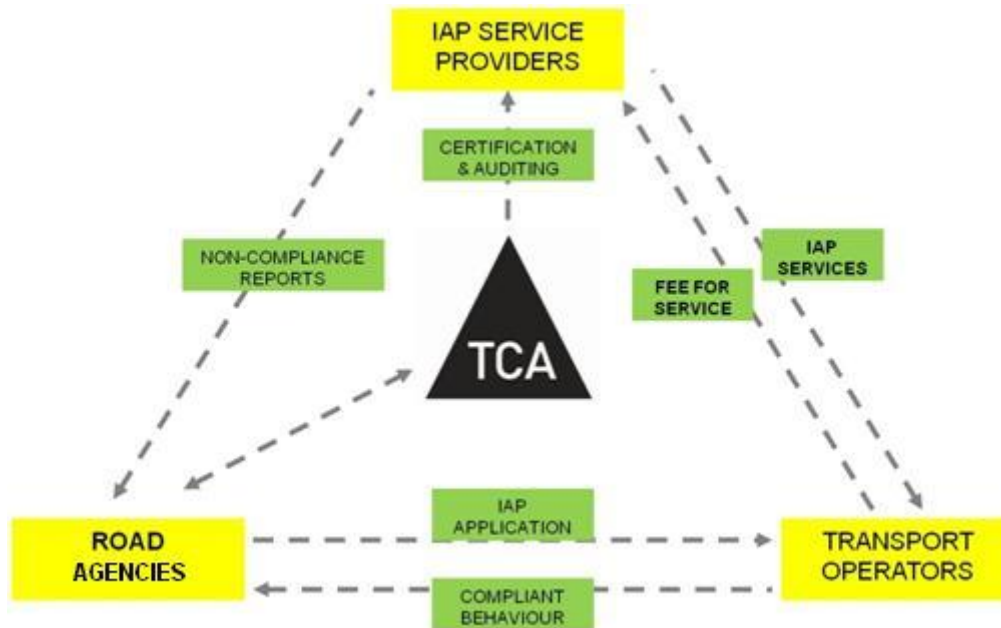 IAP SERVICE
PROVIDERS
CERTIFICATION
& AUDITING
NON-COMPLIANCE
REPORTS
IAP
SERVICES
FEE FOR
SERVICE
TCA
IAP
APPLICATION
ROAD
AGENCIES
TRANSPORT
OPERATORS
COMPLIANT
BEHAVIOUR